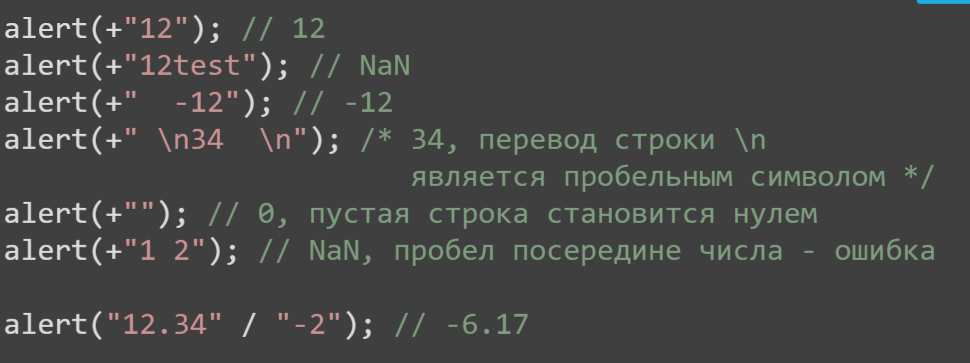 alert(+"12"); // 12
alert(+"12test"); // NaN
alert(+"  -12"); // -12
alert(+" \n34  \n"); /* 34, перевод строки \n
является пробельным символом */
alert(+""); // 0, пустая строка становится нулем
alert(+"1 2"); // NaN, пробел посередине числа - ошибка
alert("12.34" / "-2"); // -6.17